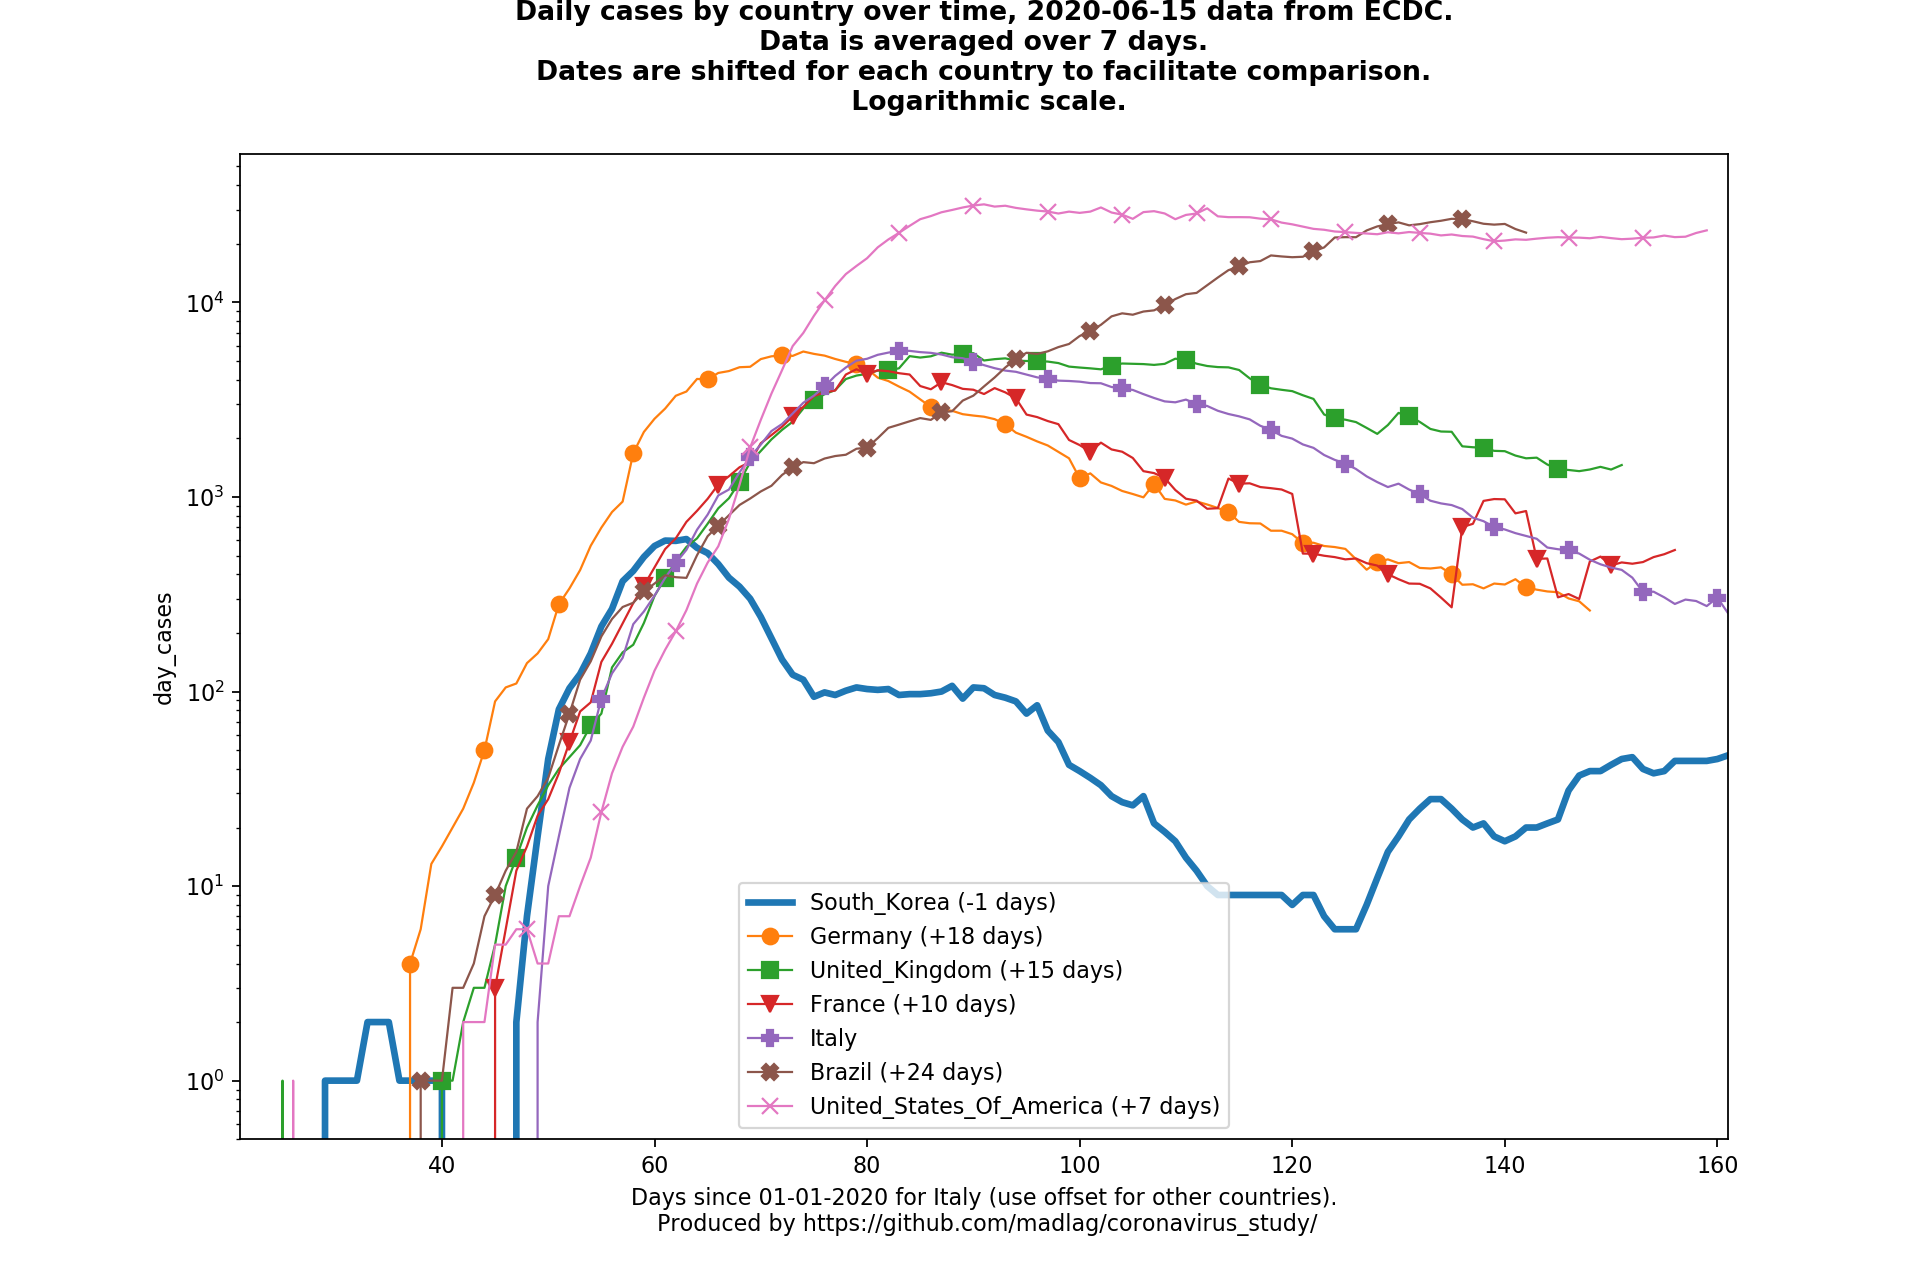 Daily cases by country over time, 2020-06-15 data from ECDC.
Data is averaged over 7 days.
Dates are shifted for each country to facilitate comparison.
Logarithmic scale.
10^4
10^3
10^2
10^1
10^0
day_cases
South_Korea (-1 days)
Germany (+18 days)
United_Kingdom (+15 days)
France (+10 days)
Italy
Brazil (+24 days)
United_States_Of_America (+7 days)
40 60 80 100 120 140 160
Days since 01-01-2020 for Italy (use offset for other countries).
Produced by https://github.com/madlag/coronavirus_study/